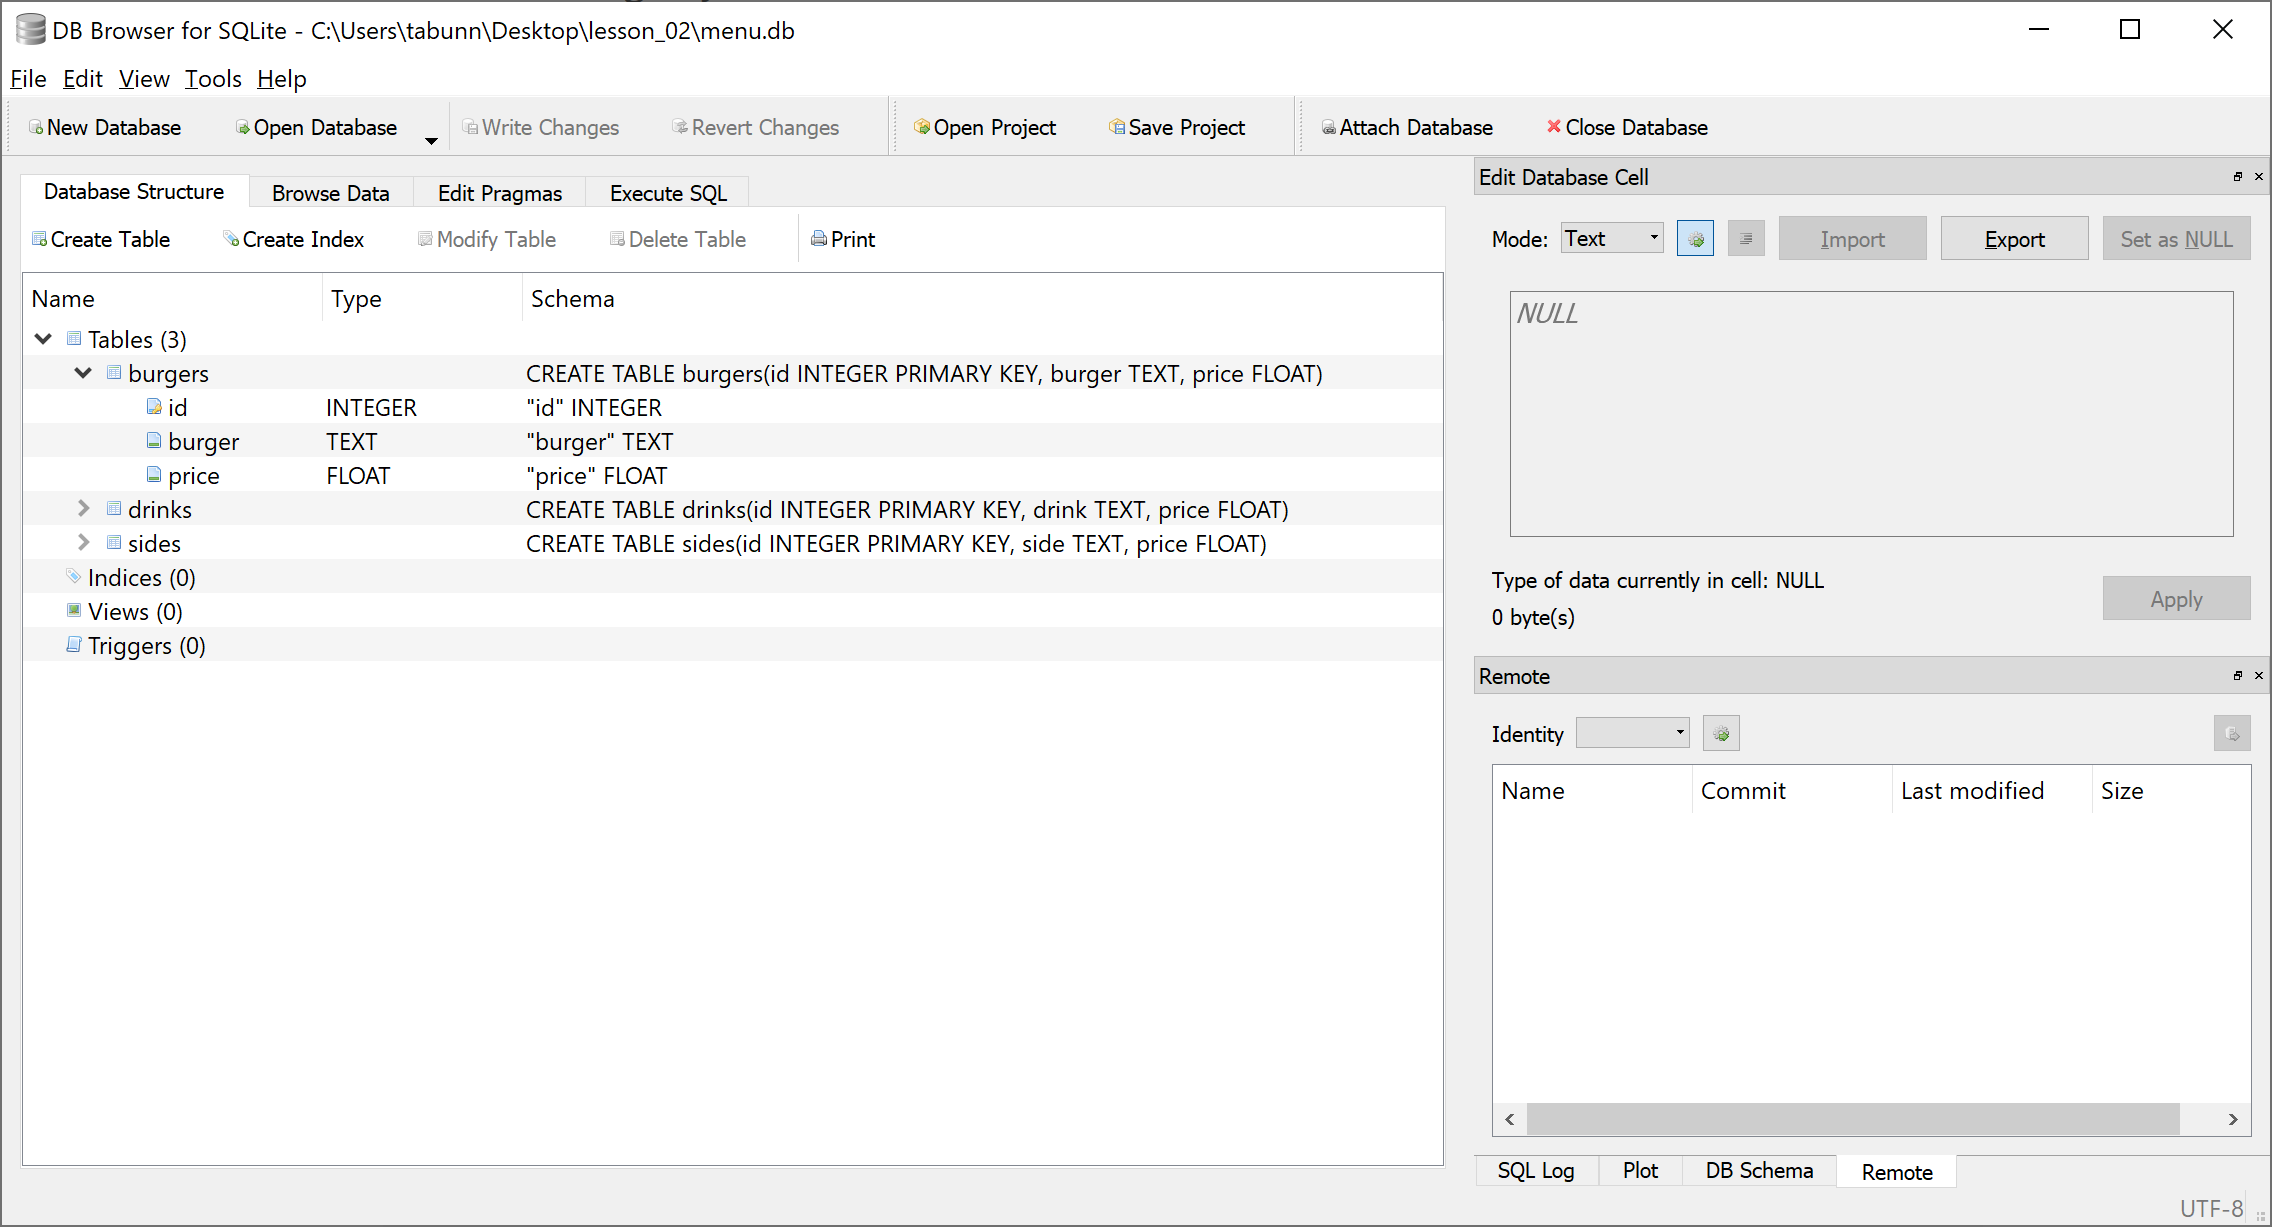 DB Browser for SQLite - C:\Users\tabunn\Desktop\lesson_02\menu.db
File Edit View Tools Help
New Database Open Database Write Changes Revert Changes Open Project Save Project Attach Database Close Database
Database Structure Browse Data Edit Pragmas Execute SQL
Create Table Create Index Modify Table Delete Table Print
Name Type Schema
Tables (3)
burgers CREATE TABLE burgers(id INTEGER PRIMARY KEY, burger TEXT, price FLOAT)
id INTEGER "id" INTEGER
burger TEXT "burger" TEXT
price FLOAT "price" FLOAT
drinks CREATE TABLE drinks(id INTEGER PRIMARY KEY, drink TEXT, price FLOAT)
sides CREATE TABLE sides(id INTEGER PRIMARY KEY, side TEXT, price FLOAT)
Indices (0)
Views (0)
Triggers (0)
Edit Database Cell
Mode: Text Import Export Set as NULL
NULL
Type of data currently in cell: NULL
0 byte(s)
Apply
Remote
Identity
Name Commit Last modified Size
SQL Log Plot DB Schema Remote
UTF-8